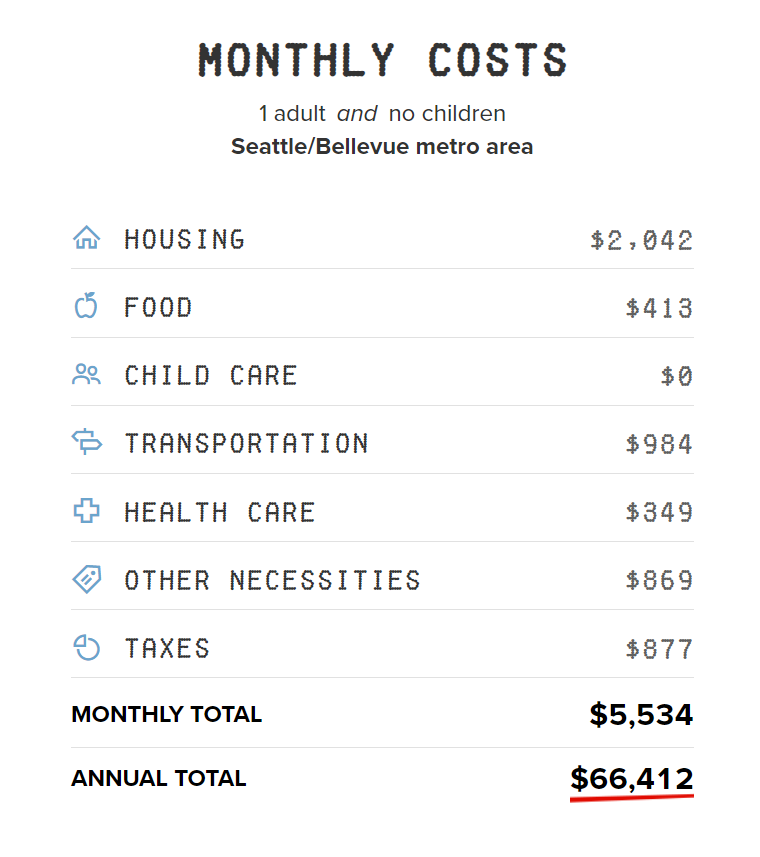 MONTHLY COSTS
1 adult and no children
Seattle/Bellevue metro area
HOUSING $2,042
FOOD $413
CHILD CARE $0
TRANSPORTATION $984
HEALTH CARE $349
OTHER NECESSITIES $869
TAXES $877
MONTHLY TOTAL $5,534
ANNUAL TOTAL $66,412